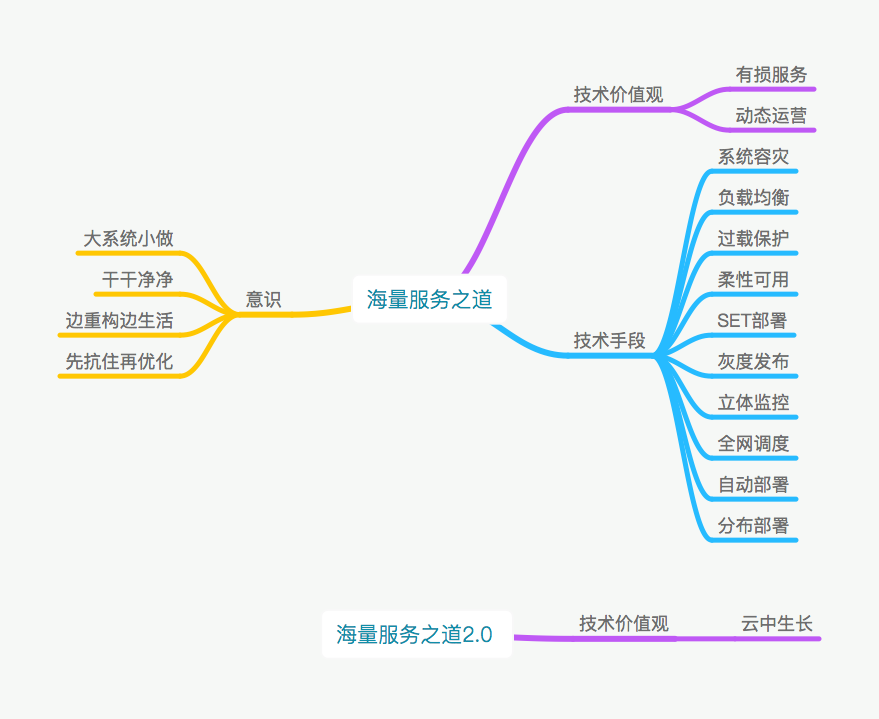 海量服务之道
技术价值观
有损服务
动态运营
技术手段
系统容灾
负载均衡
过载保护
柔性可用
SET部署
灰度发布
立体监控
全网调度
自动部署
分布部署
意识
大系统小做
干干净净
边重构边生活
先抗住再优化
海量服务之道2.0
技术价值观
云中生长